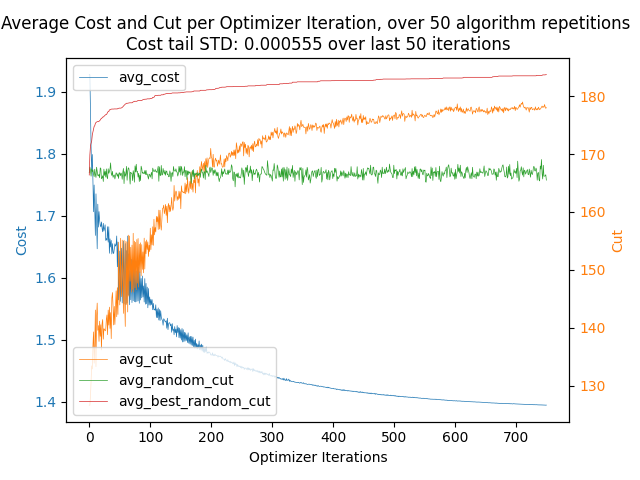 Average Cost and Cut per Optimizer Iteration, over 50 algorithm repetitions
Cost tail STD: 0.000555 over last 50 iterations
avg_cost
1.9
1.8
1.7
1.6
1.5
1.4
Cost
180
170
160
150
140
130
Cut
avg_cut
avg_random_cut
avg_best_random_cut
0 100 200 300 400 500 600 700
Optimizer Iterations